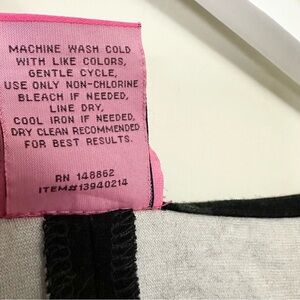 MACHINE WASH COLD
WITH LIKE COLORS,
GENTLE CYCLE,
USE ONLY NON-CHLORINE
BLEACH IF NEEDED,
LINE DRY,
COOL IRON IF NEEDED,
DRY CLEAN RECOMMENDED
FOR BEST RESULTS.
RN 148862
ITEM#13940214